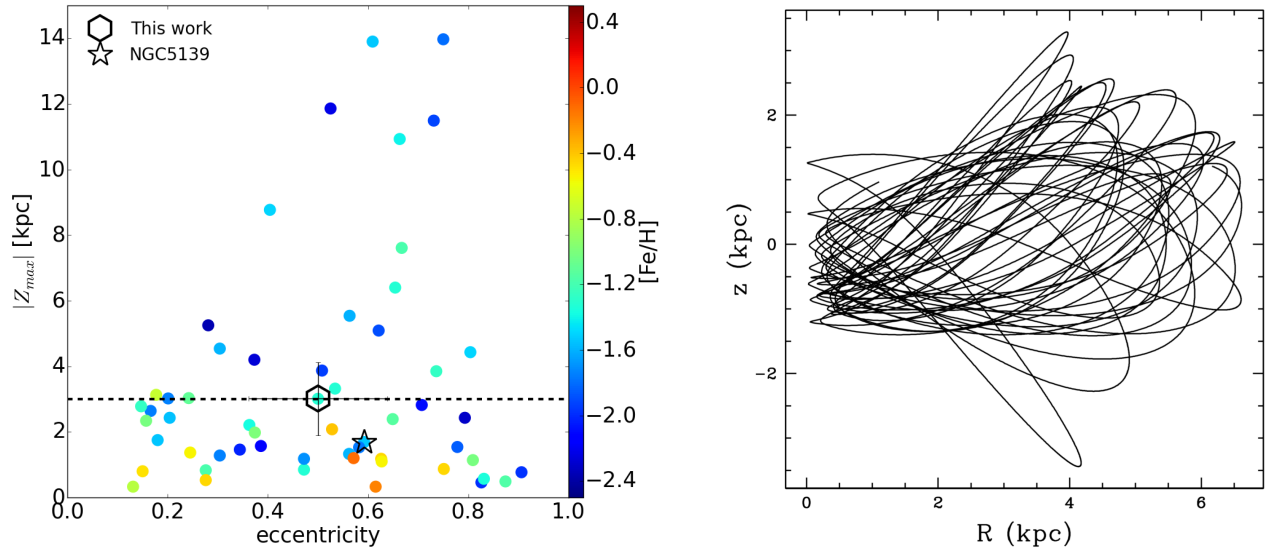 This work
NGC5139
14
12
10
8
6
4
2
0
|Z_max| [kpc]
0.0 0.2 0.4 0.6 0.8 1.0
eccentricity
0.4
0.0
−0.4
−0.8
−1.2
−1.6
−2.0
−2.4
[Fe/H]
2
0
−2
z (kpc)
0 2 4 6
R (kpc)